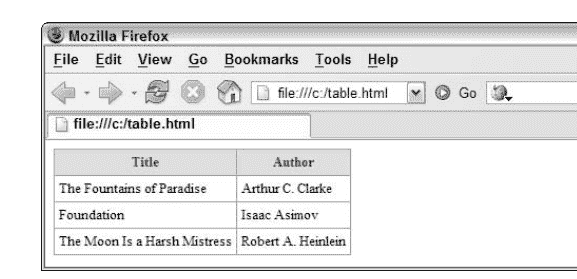 Mozilla Firefox
File Edit View Go Bookmarks Tools Help
file:///c:/table.html Go
file:///c:/table.html
Title Author
The Fountains of Paradise Arthur C. Clarke
Foundation Isaac Asimov
The Moon Is a Harsh Mistress Robert A. Heinlein